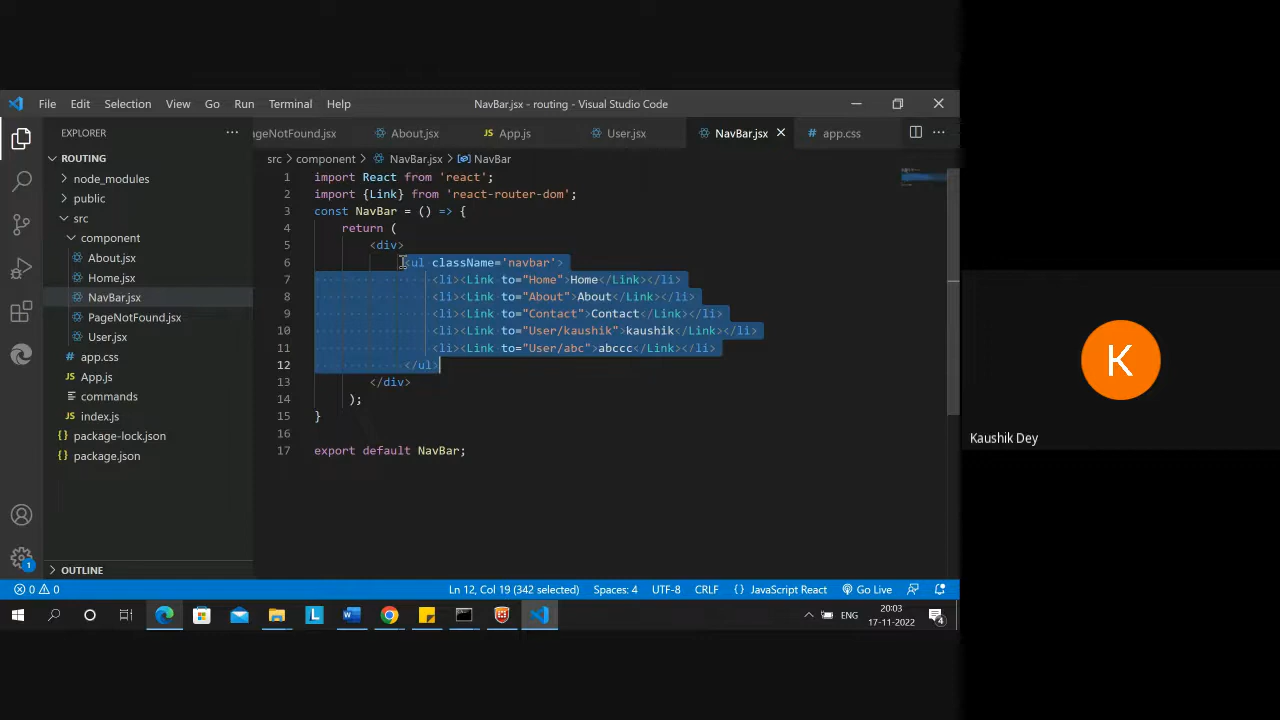 File Edit Selection View Go Run Terminal Help
NavBar.jsx - routing - Visual Studio Code
EXPLORER
ageNotFound.jsx About.jsx App.js User.jsx NavBar.jsx app.css
ROUTING
node_modules
public
src
component
About.jsx
Home.jsx
NavBar.jsx
PageNotFound.jsx
User.jsx
app.css
App.js
commands
index.js
package-lock.json
package.json
OUTLINE
src > component > NavBar.jsx > NavBar
1 import React from 'react';
2 import {Link} from 'react-router-dom';
3 const NavBar = () => {
4 return (
5 <div>
6 <ul className='navbar'>
7 <li><Link to="Home">Home</Link></li>
8 <li><Link to="About">About</Link></li>
9 <li><Link to="Contact">Contact</Link></li>
10 <li><Link to="User/kaushik">kaushik</Link></li>
11 <li><Link to="User/abc">abccc</Link></li>
12 </ul>
13 </div>
14 );
15 }
16
17 export default NavBar;
K
Kaushik Dey
1
0 0 Ln 12, Col 19 (342 selected) Spaces: 4 UTF-8 CRLF {} JavaScript React Go Live
L W ENG 20:03
17-11-2022 4